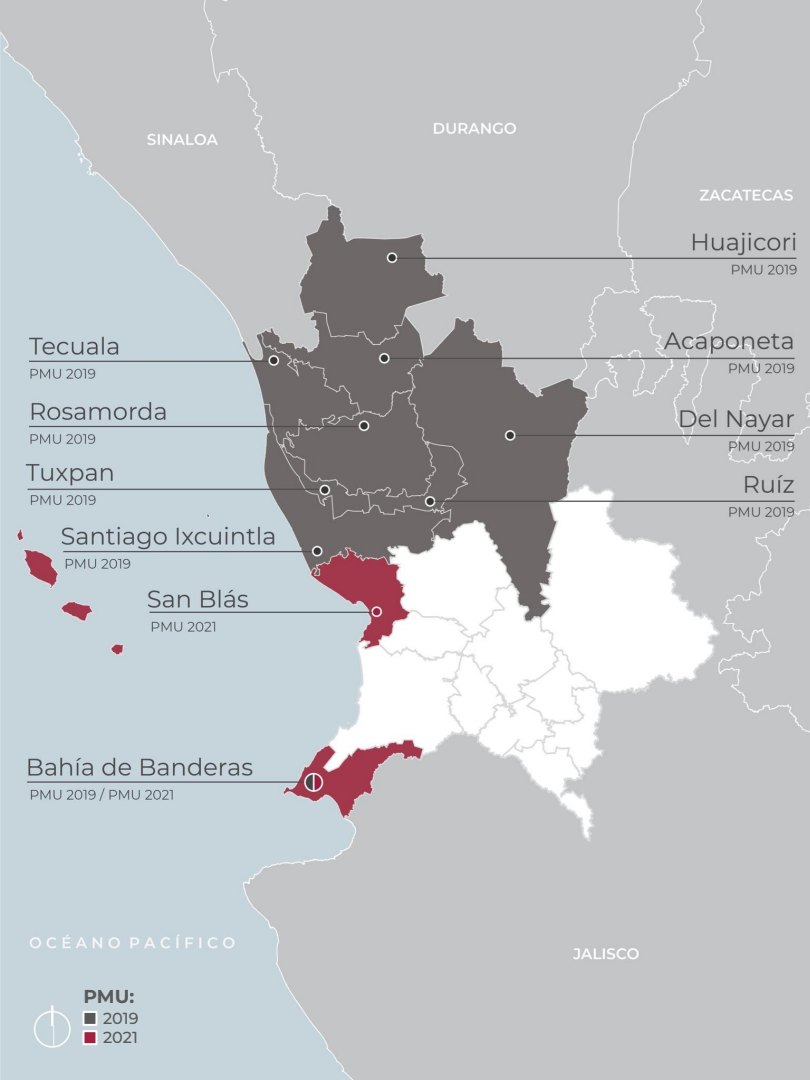 SINALOA
DURANGO
ZACATECAS
Huajicori
PMU 2019
Tecuala
PMU 2019
Acaponeta
PMU 2019
Rosamorda
PMU 2019
Del Nayar
PMU 2019
Tuxpan
PMU 2019
Ruíz
PMU 2019
Santiago Ixcuintla
PMU 2019
San Blás
PMU 2021
Bahía de Banderas
PMU 2019 / PMU 2021
OCÉANO PACÍFICO
JALISCO
PMU:
2019
2021